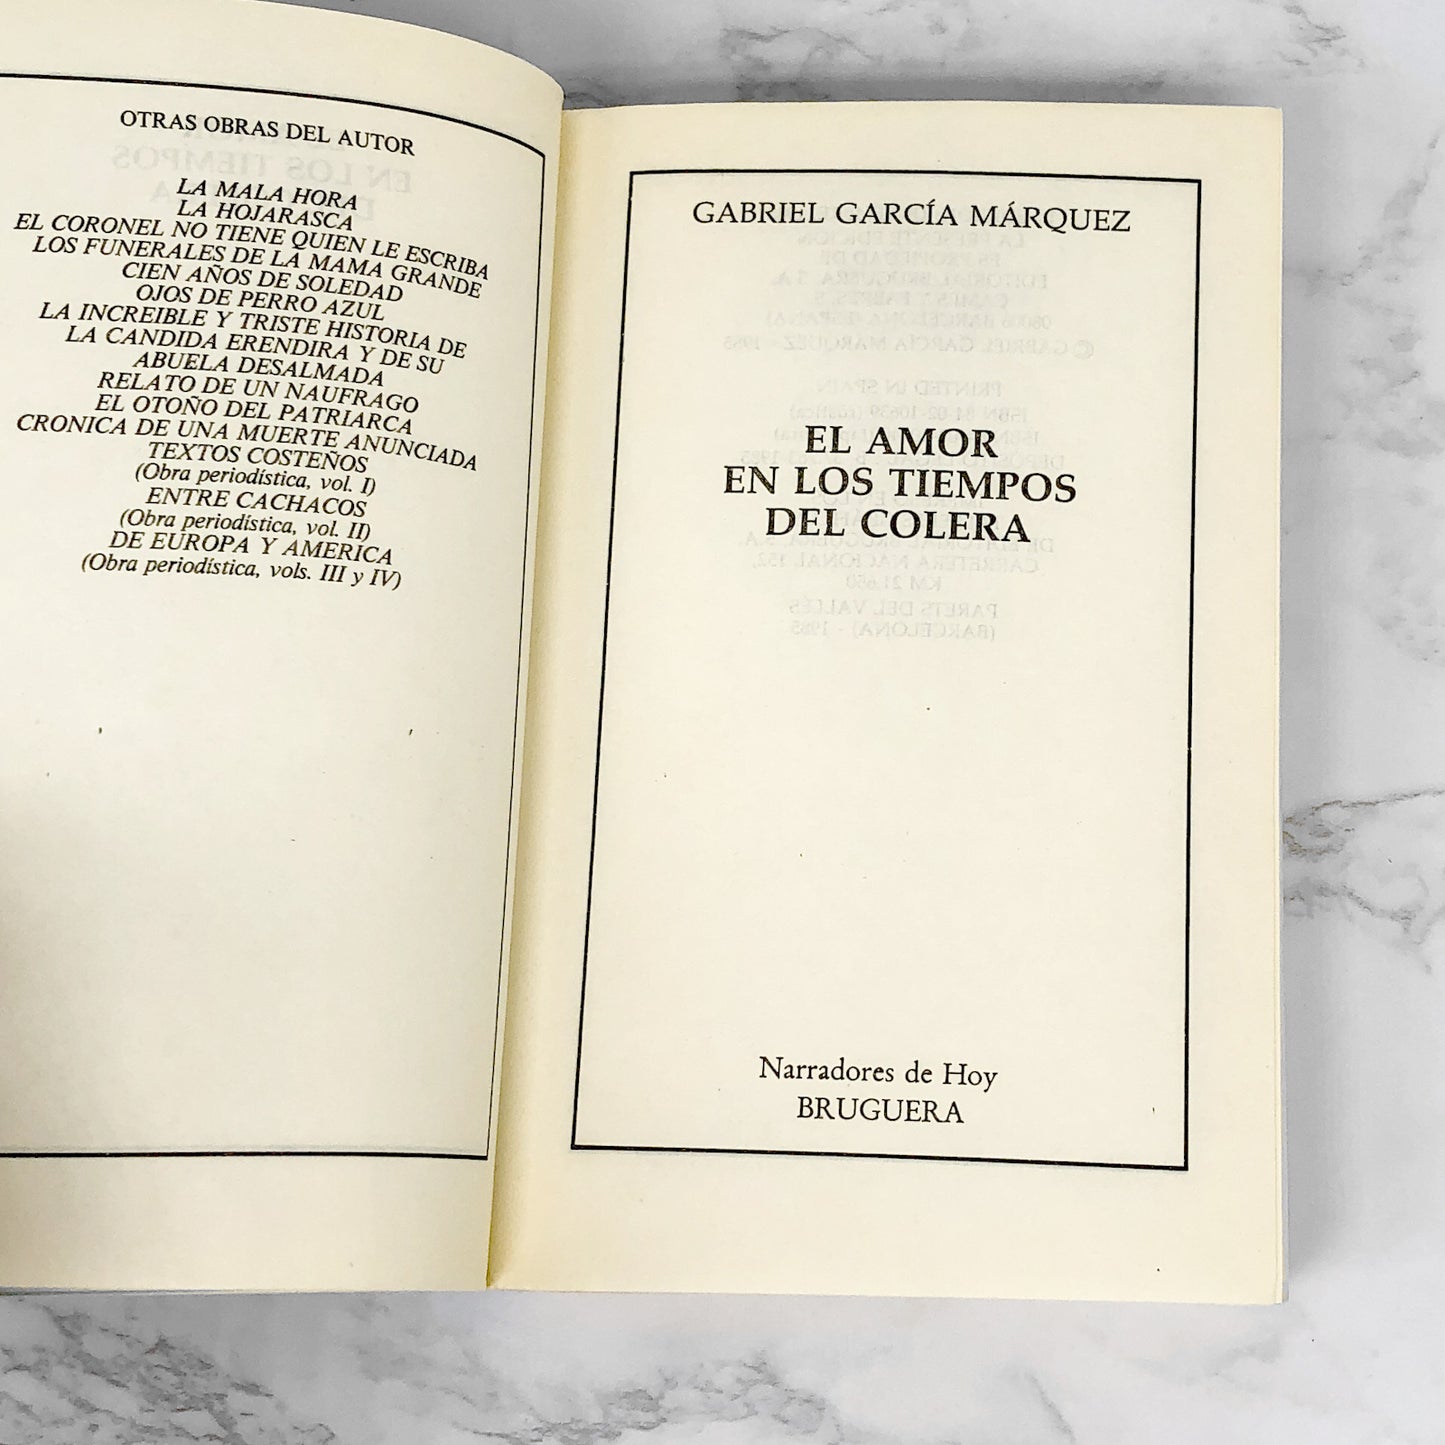 OTRAS OBRAS DEL AUTOR
LA MALA HORA
LA HOJARASCA
EL CORONEL NO TIENE QUIEN LE ESCRIBA
LOS FUNERALES DE LA MAMA GRANDE
CIEN AÑOS DE SOLEDAD
OJOS DE PERRO AZUL
LA INCREIBLE Y TRISTE HISTORIA DE
LA CANDIDA ERENDIRA Y DE SU
ABUELA DESALMADA
RELATO DE UN NAUFRAGO
EL OTOÑO DEL PATRIARCA
CRONICA DE UNA MUERTE ANUNCIADA
TEXTOS COSTEÑOS
(Obra periodística, vol. I)
ENTRE CACHACOS
(Obra periodística, vol. II)
DE EUROPA Y AMERICA
(Obra periodística, vols. III y IV)
GABRIEL GARCÍA MÁRQUEZ
EL AMOR
EN LOS TIEMPOS
DEL COLERA
Narradores de Hoy
BRUGUERA